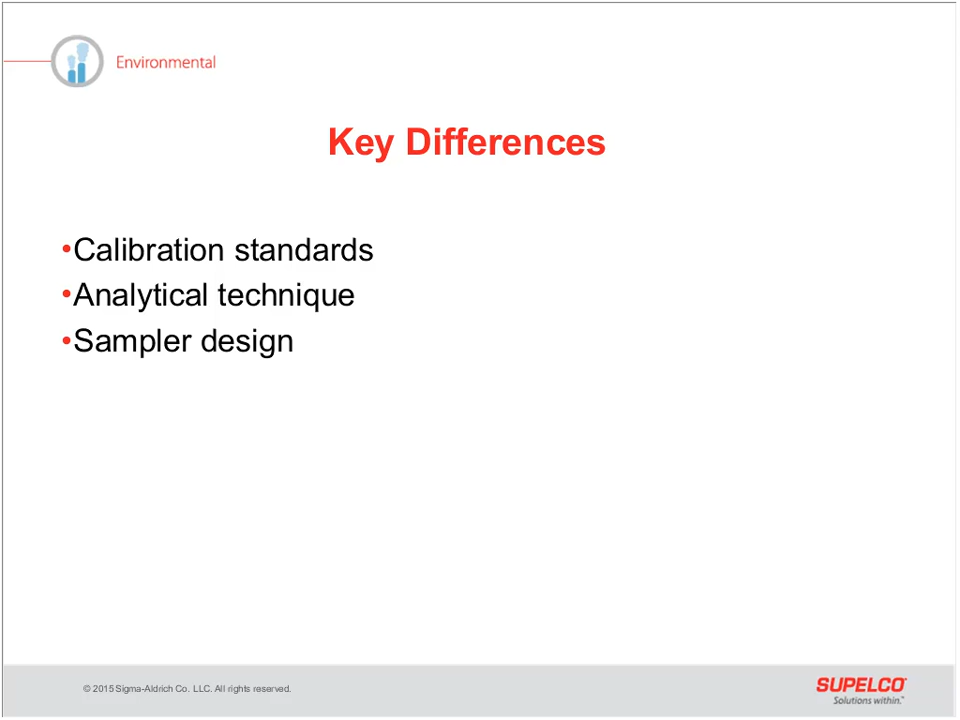 Environmental
Key Differences
•Calibration standards
•Analytical technique
•Sampler design
© 2015 Sigma-Aldrich Co. LLC. All rights reserved.
SUPELCO
Solutions within.™